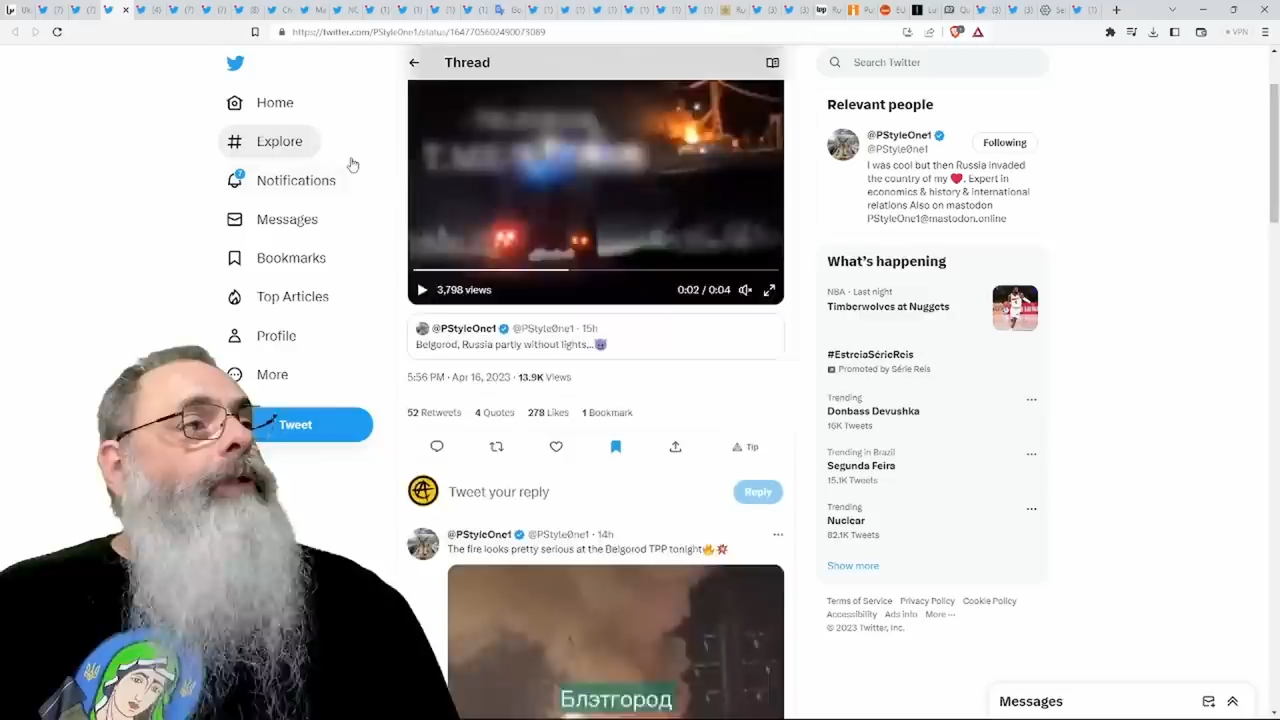 https://twitter.com/PStyle0ne1/status/1647705602490073089
VPN
Home
Explore
Notifications
Messages
Bookmarks
Top Articles
Profile
More
Tweet
Thread
3,798 views
0:02 / 0:04
@PStyleOne1 @PStyle0ne1 · 15h
Belgorod, Russia partly without lights...😈
5:56 PM · Apr 16, 2023 · 13.9K Views
52 Retweets 4 Quotes 278 Likes 1 Bookmark
Tip
Tweet your reply
Reply
@PStyleOne1 @PStyle0ne1 · 14h
The fire looks pretty serious at the Belgorod TPP tonight🔥💥
Блэтгород
Search Twitter
Relevant people
@PStyleOne1
@PStyle0ne1
Following
I was cool but then Russia invaded
the country of my ❤️. Expert in
economics & history & international
relations Also on mastodon
PStyleOne1@mastodon.online
What's happening
NBA · Last night
Timberwolves at Nuggets
#EstreiaSérieReis
Promoted by Série Reis
Trending
Donbass Devushka
16K Tweets
Trending in Brazil
Segunda Feira
15.1K Tweets
Trending
Nuclear
82.1K Tweets
Show more
Terms of Service Privacy Policy Cookie Policy
Accessibility Ads info More ···
© 2023 Twitter, Inc.
Messages